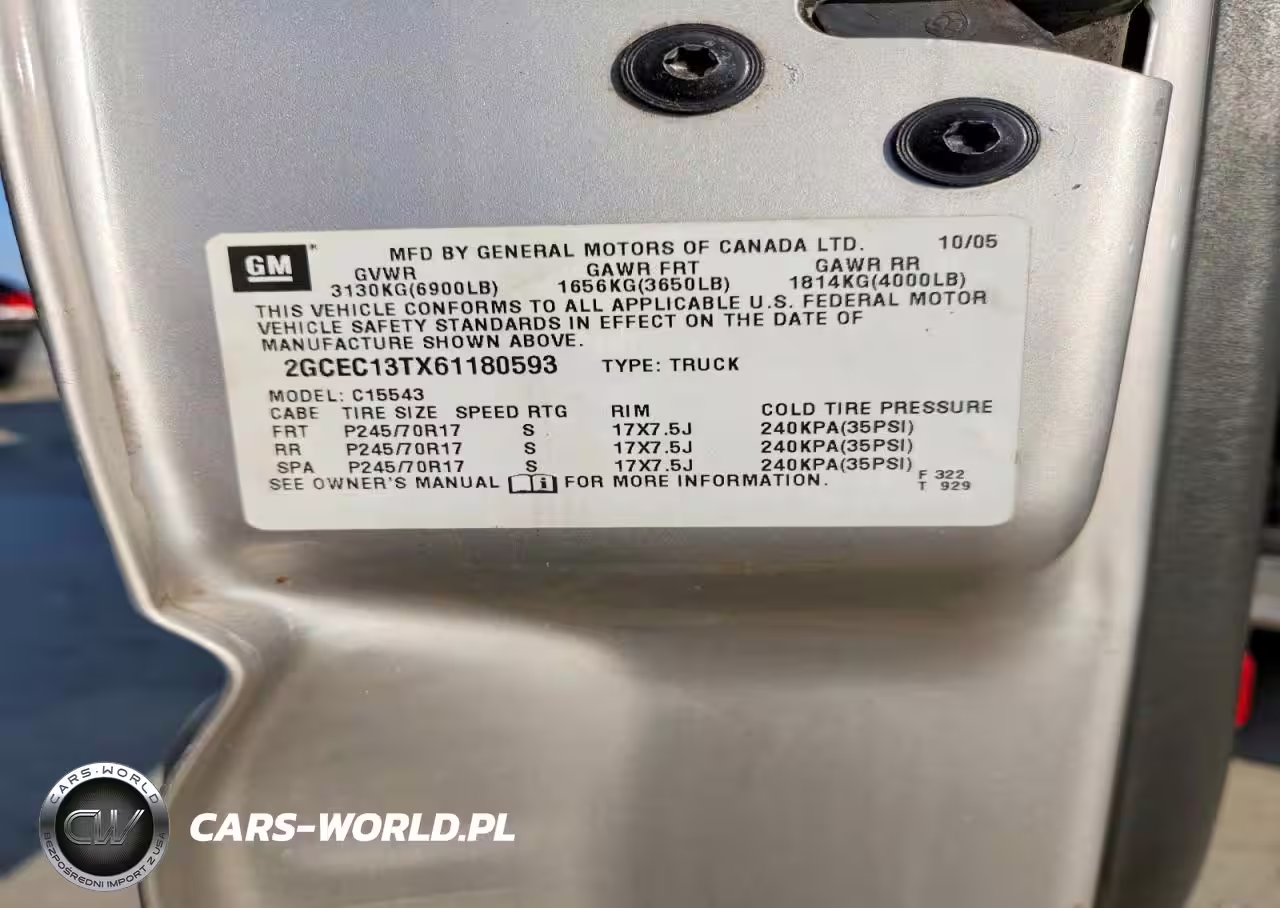 GM
MFD BY GENERAL MOTORS OF CANADA LTD. 10/05
GVWR GAWR FRT GAWR RR
3130KG(6900LB) 1656KG(3650LB) 1814KG(4000LB)
THIS VEHICLE CONFORMS TO ALL APPLICABLE U.S. FEDERAL MOTOR
VEHICLE SAFETY STANDARDS IN EFFECT ON THE DATE OF
MANUFACTURE SHOWN ABOVE.
2GCEC13TX61180593 TYPE: TRUCK
MODEL: C15543
CABE TIRE SIZE SPEED RTG RIM COLD TIRE PRESSURE
FRT P245/70R17 S 17X7.5J 240KPA(35PSI)
RR P245/70R17 S 17X7.5J 240KPA(35PSI)
SPA P245/70R17 S 17X7.5J 240KPA(35PSI)
SEE OWNER'S MANUAL FOR MORE INFORMATION.
F 322
T 929
CARS-WORLD
CW
BEZPOŚREDNI IMPORT Z USA
CARS-WORLD.PL